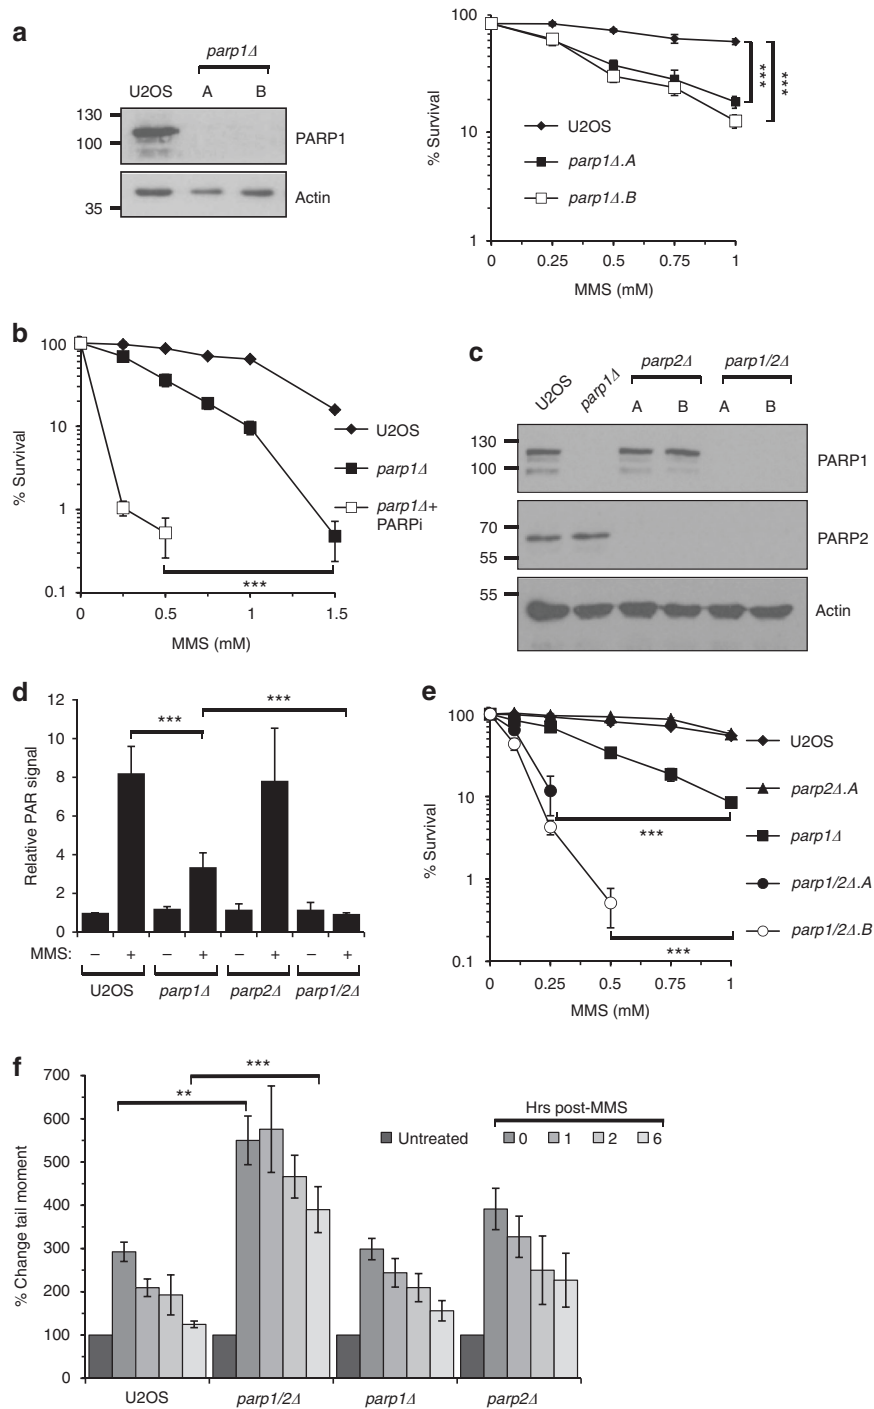 a
parp1Δ
U2OS A B
130
100
PARP1
35
Actin
100
10
1
% Survival
U2OS
parp1Δ.A
parp1Δ.B
***
***
0 0.25 0.5 0.75 1
MMS (mM)
b
100
10
1
0.1
% Survival
U2OS
parp1Δ
parp1Δ+
PARPi
***
0 0.5 1 1.5
MMS (mM)
c
U2OS parp1Δ parp2Δ parp1/2Δ
A B A B
130
100
PARP1
70
55
PARP2
55
Actin
d
12
10
8
6
4
2
0
Relative PAR signal
***
***
MMS: – + – + – + – +
U2OS parp1Δ parp2Δ parp1/2Δ
e
100
10
1
0.1
% Survival
U2OS
parp2Δ.A
parp1Δ
parp1/2Δ.A
parp1/2Δ.B
***
***
0 0.25 0.5 0.75 1
MMS (mM)
f
700
600
500
400
300
200
100
0
% Change tail moment
**
***
Hrs post-MMS
Untreated 0 1 2 6
U2OS parp1/2Δ parp1Δ parp2Δ